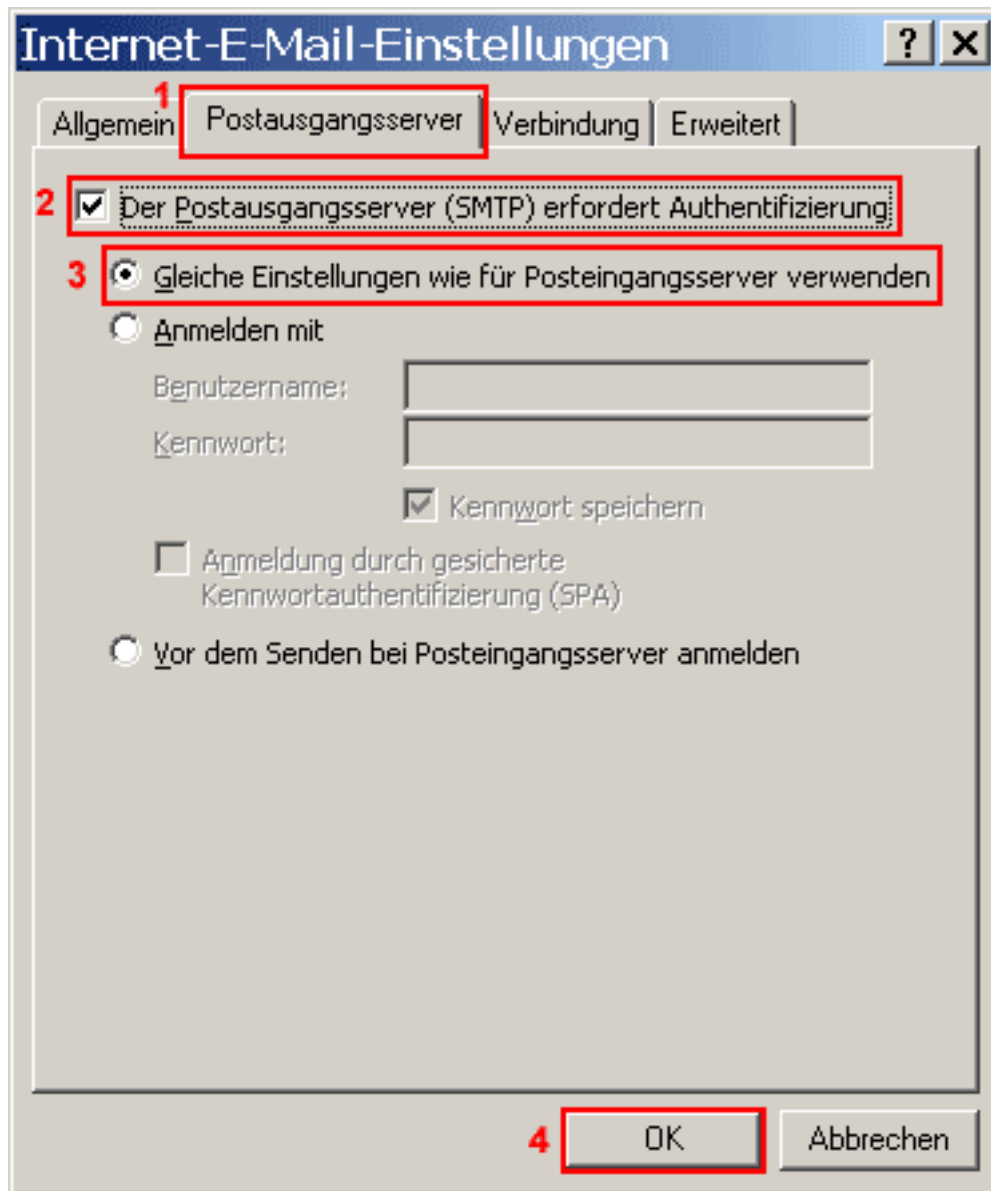 Internet-E-Mail-Einstellungen
1
Allgemein Postausgangsserver Verbindung Erweitert
2 Der Postausgangsserver (SMTP) erfordert Authentifizierung
3 Gleiche Einstellungen wie für Posteingangsserver verwenden
Anmelden mit
Benutzername:
Kennwort:
Kennwort speichern
Anmeldung durch gesicherte
Kennwortauthentifizierung (SPA)
Vor dem Senden bei Posteingangsserver anmelden
4 OK Abbrechen